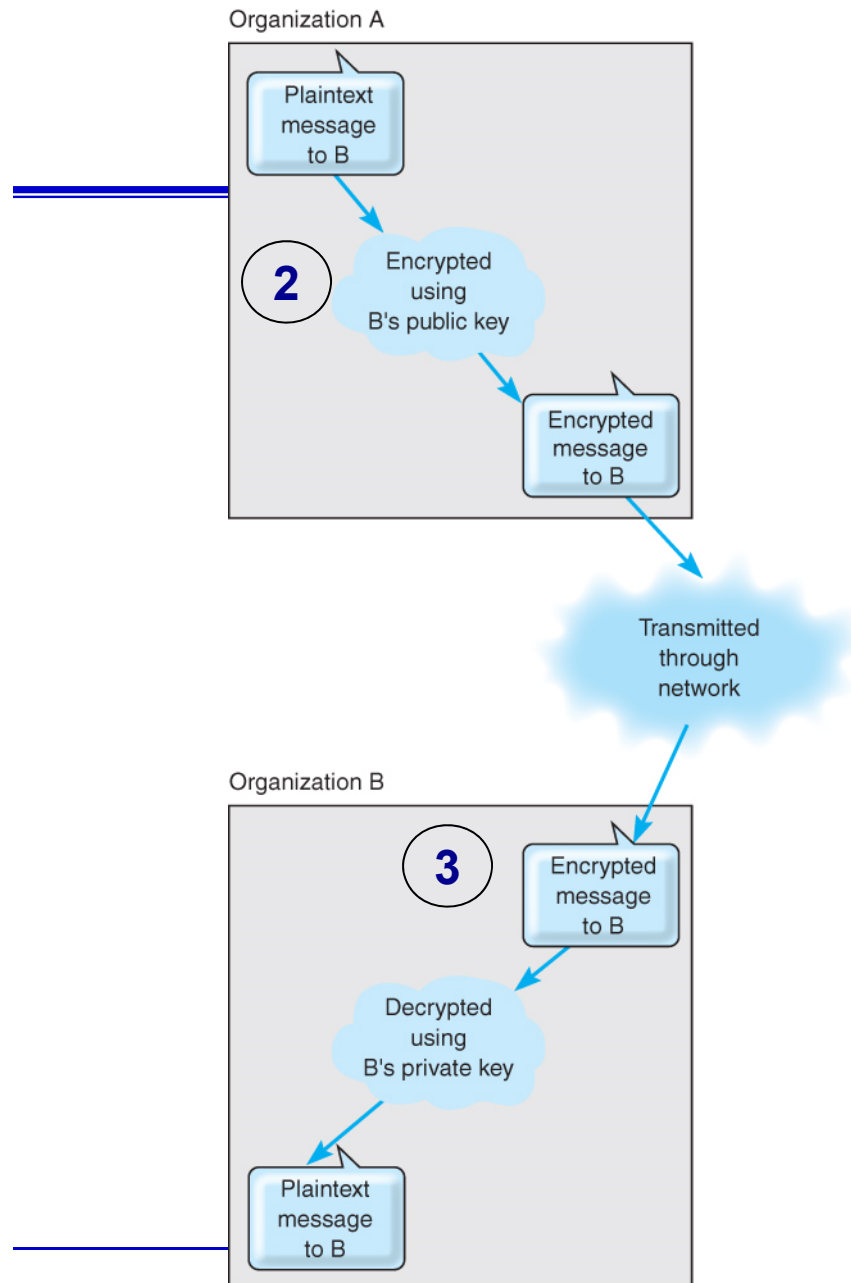 Organization A
Plaintext
message
to B
2
Encrypted
using
B's public key
Encrypted
message
to B
Transmitted
through
network
Organization B
3
Encrypted
message
to B
Decrypted
using
B's private key
Plaintext
message
to B